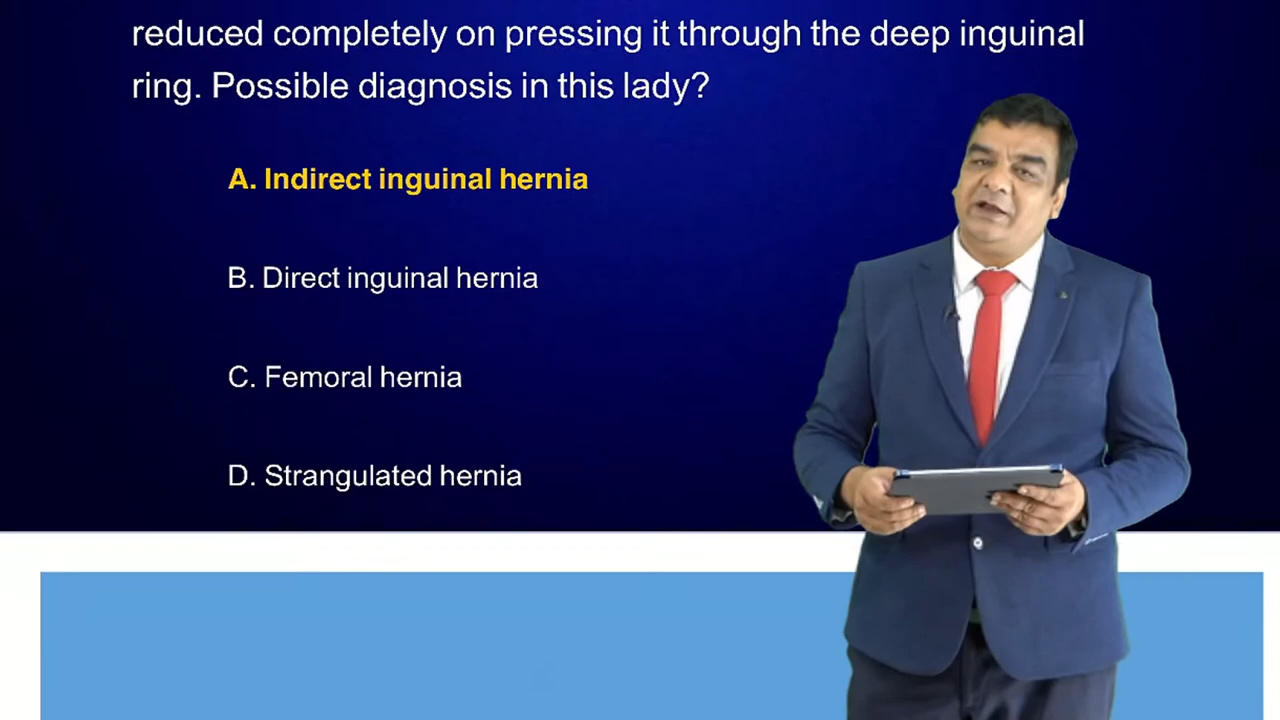 reduced completely on pressing it through the deep inguinal
ring. Possible diagnosis in this lady?
A. Indirect inguinal hernia
B. Direct inguinal hernia
C. Femoral hernia
D. Strangulated hernia